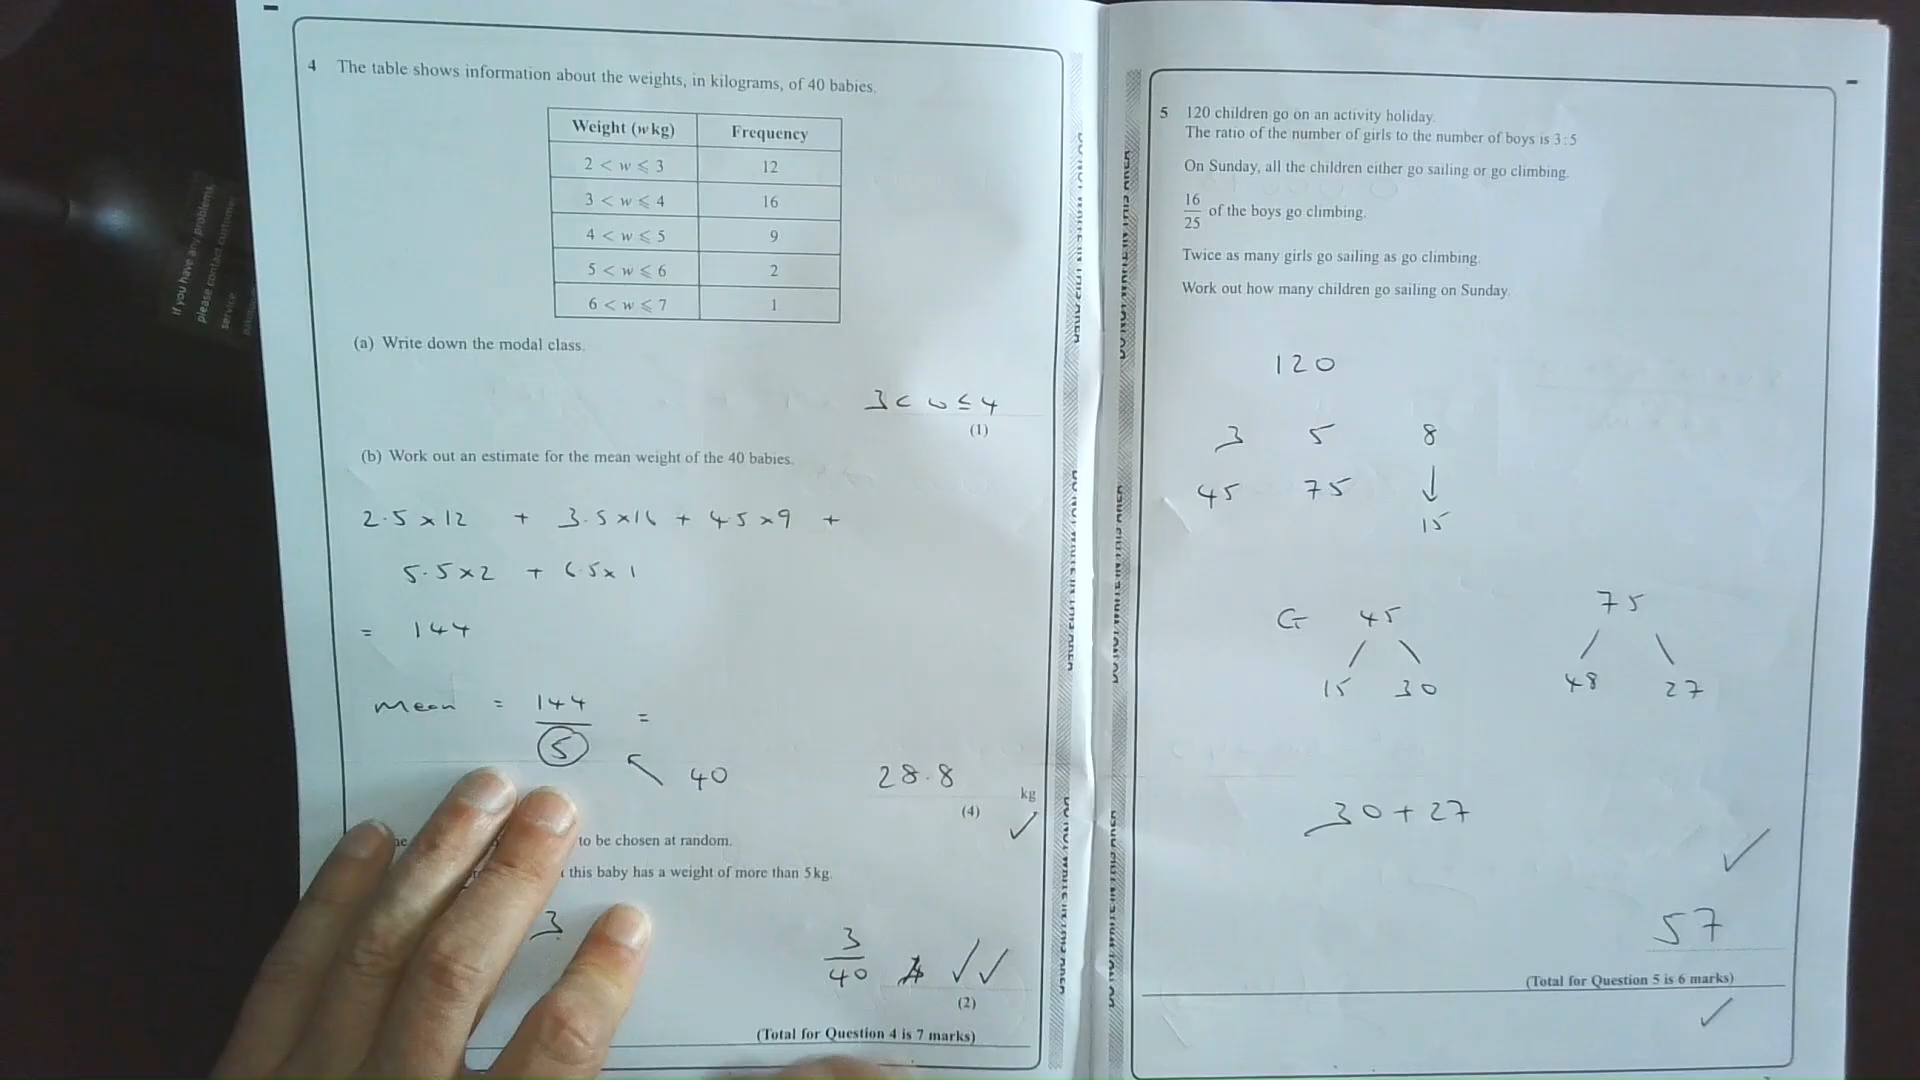 If you have any problems,
please contact customer
service.
4 The table shows information about the weights, in kilograms, of 40 babies.
Weight (w kg) Frequency
2 < w ⩽ 3 12
3 < w ⩽ 4 16
4 < w ⩽ 5 9
5 < w ⩽ 6 2
6 < w ⩽ 7 1
(a) Write down the modal class.
3 < w ≤ 4
(1)
(b) Work out an estimate for the mean weight of the 40 babies.
2.5 × 12 + 3.5 × 16 + 4.5 × 9 +
5.5 × 2 + 6.5 × 1
= 144
mean = 144/5 =
40
28.8 kg
(4)
✓
to be chosen at random.
this baby has a weight of more than 5 kg.
3
3/40 ✓✓
(2)
(Total for Question 4 is 7 marks)
5 120 children go on an activity holiday.
The ratio of the number of girls to the number of boys is 3:5
On Sunday, all the children either go sailing or go climbing.
16/25 of the boys go climbing.
Twice as many girls go sailing as go climbing.
Work out how many children go sailing on Sunday.
120
3 5 8
45 75 ↓
15
G 45 75
15 30 48 27
30 + 27
✓
57
(Total for Question 5 is 6 marks)
✓